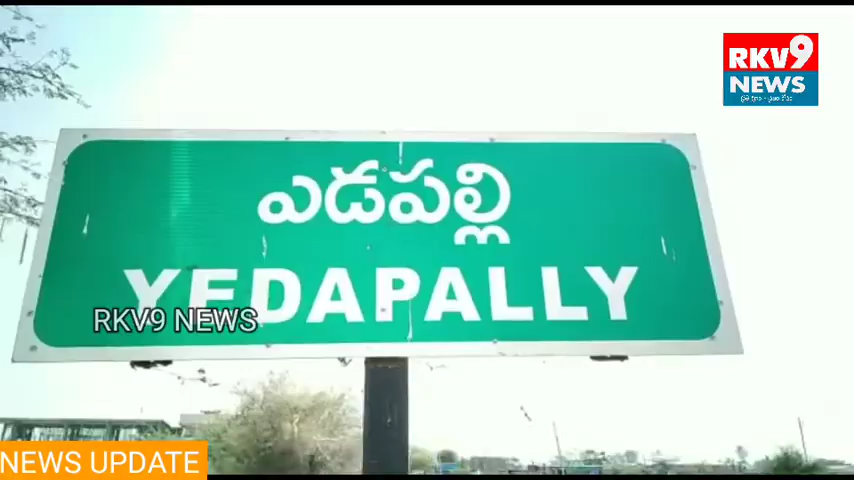 RKV9
NEWS
ఎడపల్లి
YEDAPALLY
RKV9 NEWS
NEWS UPDATE